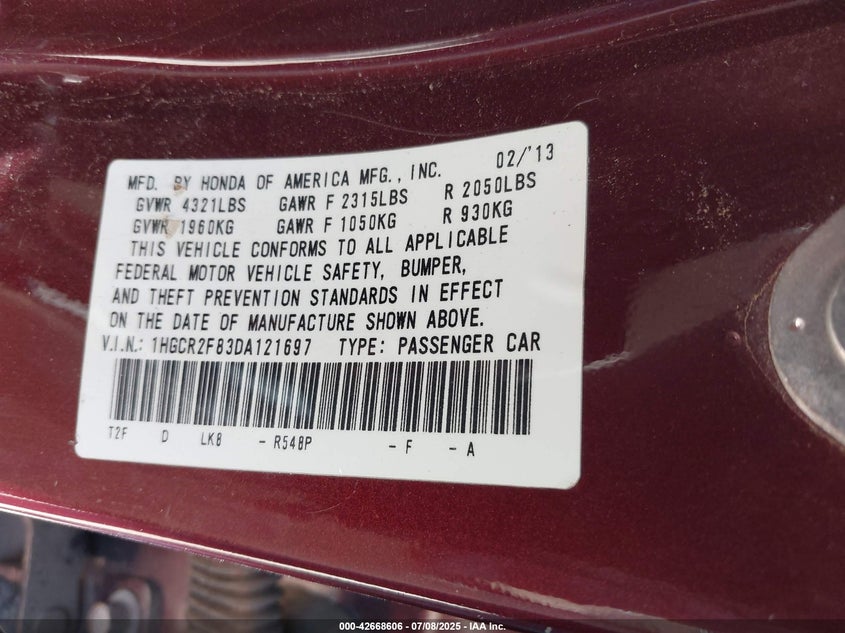 02/'13
MFD. BY HONDA OF AMERICA MFG., INC.
GVWR 4321LBS GAWR F 2315LBS R 2050LBS
GVWR 1960KG GAWR F 1050KG R 930KG
THIS VEHICLE CONFORMS TO ALL APPLICABLE
FEDERAL MOTOR VEHICLE SAFETY, BUMPER,
AND THEFT PREVENTION STANDARDS IN EFFECT
ON THE DATE OF MANUFACTURE SHOWN ABOVE.
V.I.N.: 1HGCR2F83DA121697 TYPE: PASSENGER CAR
T2F D LK8 - R548P - F - A
000-42668606 - 07/08/2025 - IAA Inc.